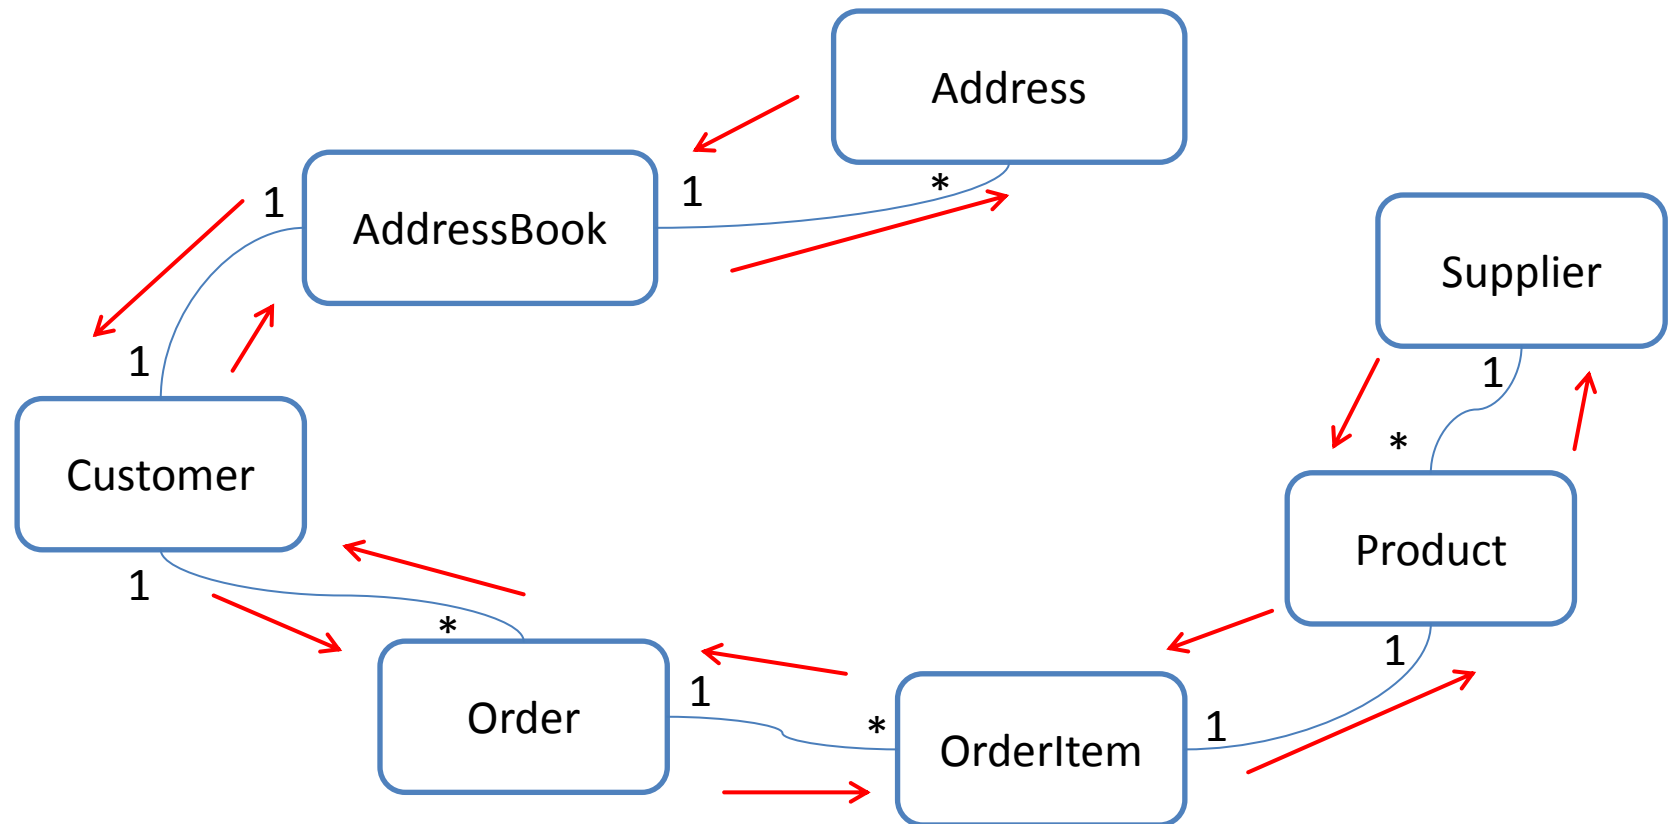 Address
1
*
1
AddressBook
Supplier
1
1
*
Customer
Product
1
*
1
1
Order
*
1
OrderItem